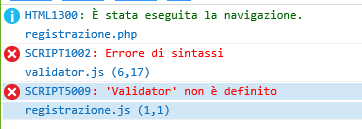 HTML1300: È stata eseguita la navigazione.
registrazione.php
SCRIPT1002: Errore di sintassi
validator.js (6,17)
SCRIPT5009: 'Validator' non è definito
registrazione.js (1,1)